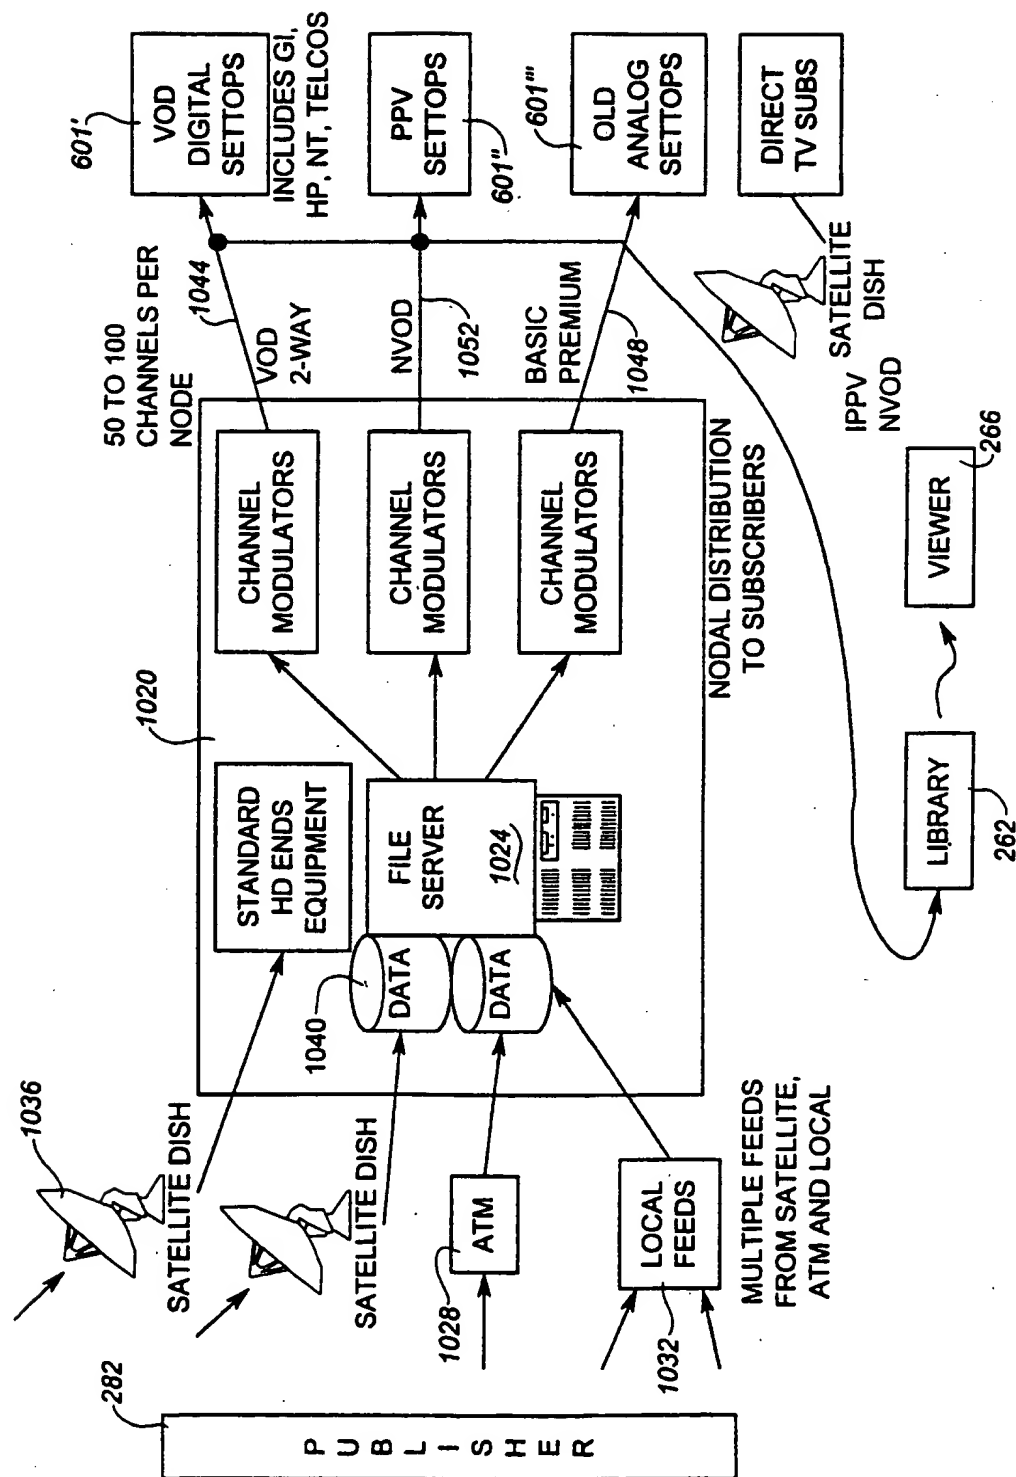 282
PUBLISHER
1036
SATELLITE DISH
SATELLITE DISH
1028
ATM
1032
LOCAL
FEEDS
MULTIPLE FEEDS
FROM SATELLITE,
ATM AND LOCAL
1020
STANDARD
HD ENDS
EQUIPMENT
1040
DATA
DATA
FILE
SERVER
1024
CHANNEL
MODULATORS
CHANNEL
MODULATORS
CHANNEL
MODULATORS
NODAL DISTRIBUTION
TO SUBSCRIBERS
50 TO 100
CHANNELS PER
NODE
1044
VOD
2-WAY
NVOD
1052
BASIC
PREMIUM
1048
601'
VOD
DIGITAL
SETTOPS
INCLUDES GI,
HP, NT, TELCOS
PPV
SETTOPS
601"
601'"
OLD
ANALOG
SETTOPS
DIRECT
TV SUBS
SATELLITE
DISH
IPPV
NVOD
LIBRARY
262
VIEWER
266